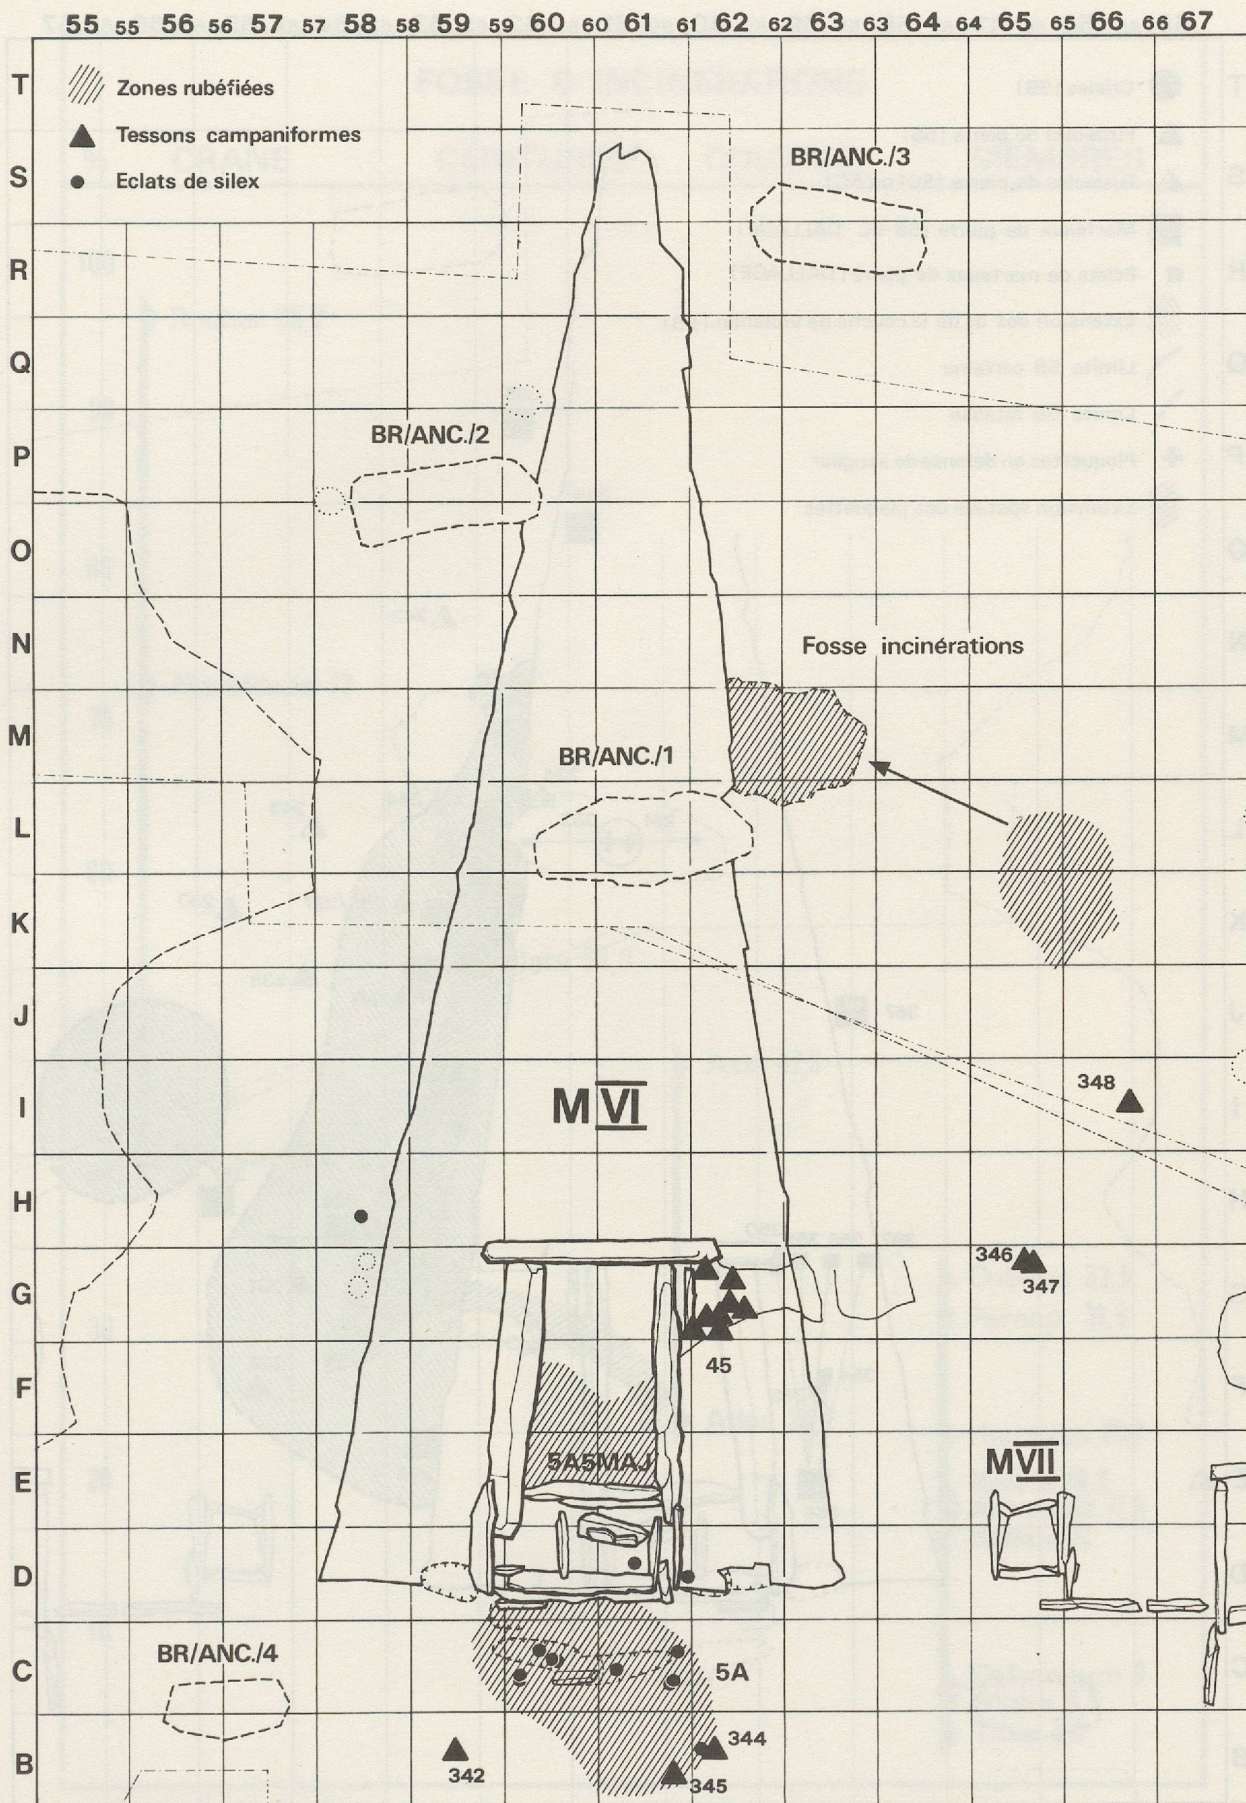 55 55 56 56 57 57 58 58 59 59 60 60 61 61 62 62 63 63 64 64 65 65 66 66 67
T
Zones rubéfiées
Tessons campaniformes
S
BR/ANC./3
Eclats de silex
R
Q
P
BR/ANC./2
O
N
Fosse incinérations
M
BR/ANC./1
L
K
J
I
M VI
348
H
346
347
G
45
F
E
5A5MAJ
M VII
D
C
BR/ANC./4
5A
B
342
344
345